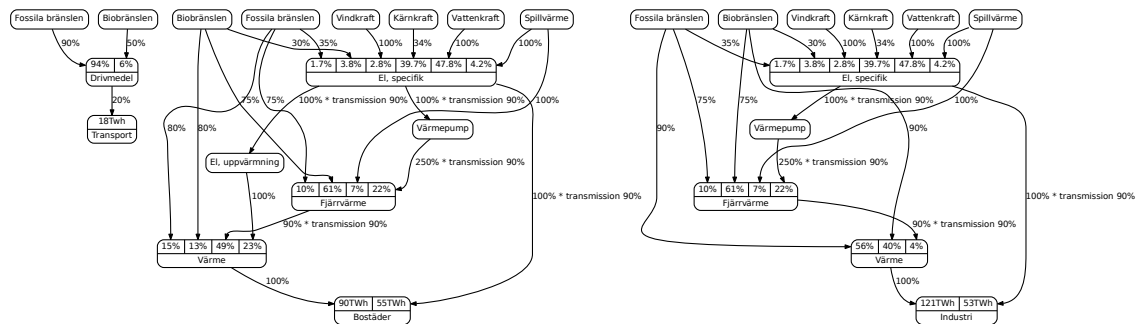 Fossila bränslen Biobränslen Biobränslen Fossila bränslen Vindkraft Kärnkraft Vattenkraft Spillvärme Fossila bränslen Biobränslen Vindkraft Kärnkraft Vattenkraft Spillvärme
90% 50% 30% 35% 100% 34% 100% 100% 35% 30% 100% 34% 100% 100%
94% 6% 1.7% 3.8% 2.8% 39.7% 47.8% 4.2% 1.7% 3.8% 2.8% 39.7% 47.8% 4.2%
Drivmedel El, specifik El, specifik
20% 75% 75% 100% * transmission 90% 100% * transmission 90% 100% 75% 75% 100% * transmission 90% 100%
18Twh
Transport
80% 80% Värmepump 90% 90% Värmepump
El, uppvärmning 250% * transmission 90% 250% * transmission 90%
100% 10% 61% 7% 22% 100% * transmission 90% 10% 61% 7% 22% 100% * transmission 90%
Fjärrvärme Fjärrvärme
90% * transmission 90% 90% * transmission 90%
15% 13% 49% 23% 56% 40% 4%
Värme Värme
100% 100%
90TWh 55TWh 121TWh 53TWh
Bostäder Industri